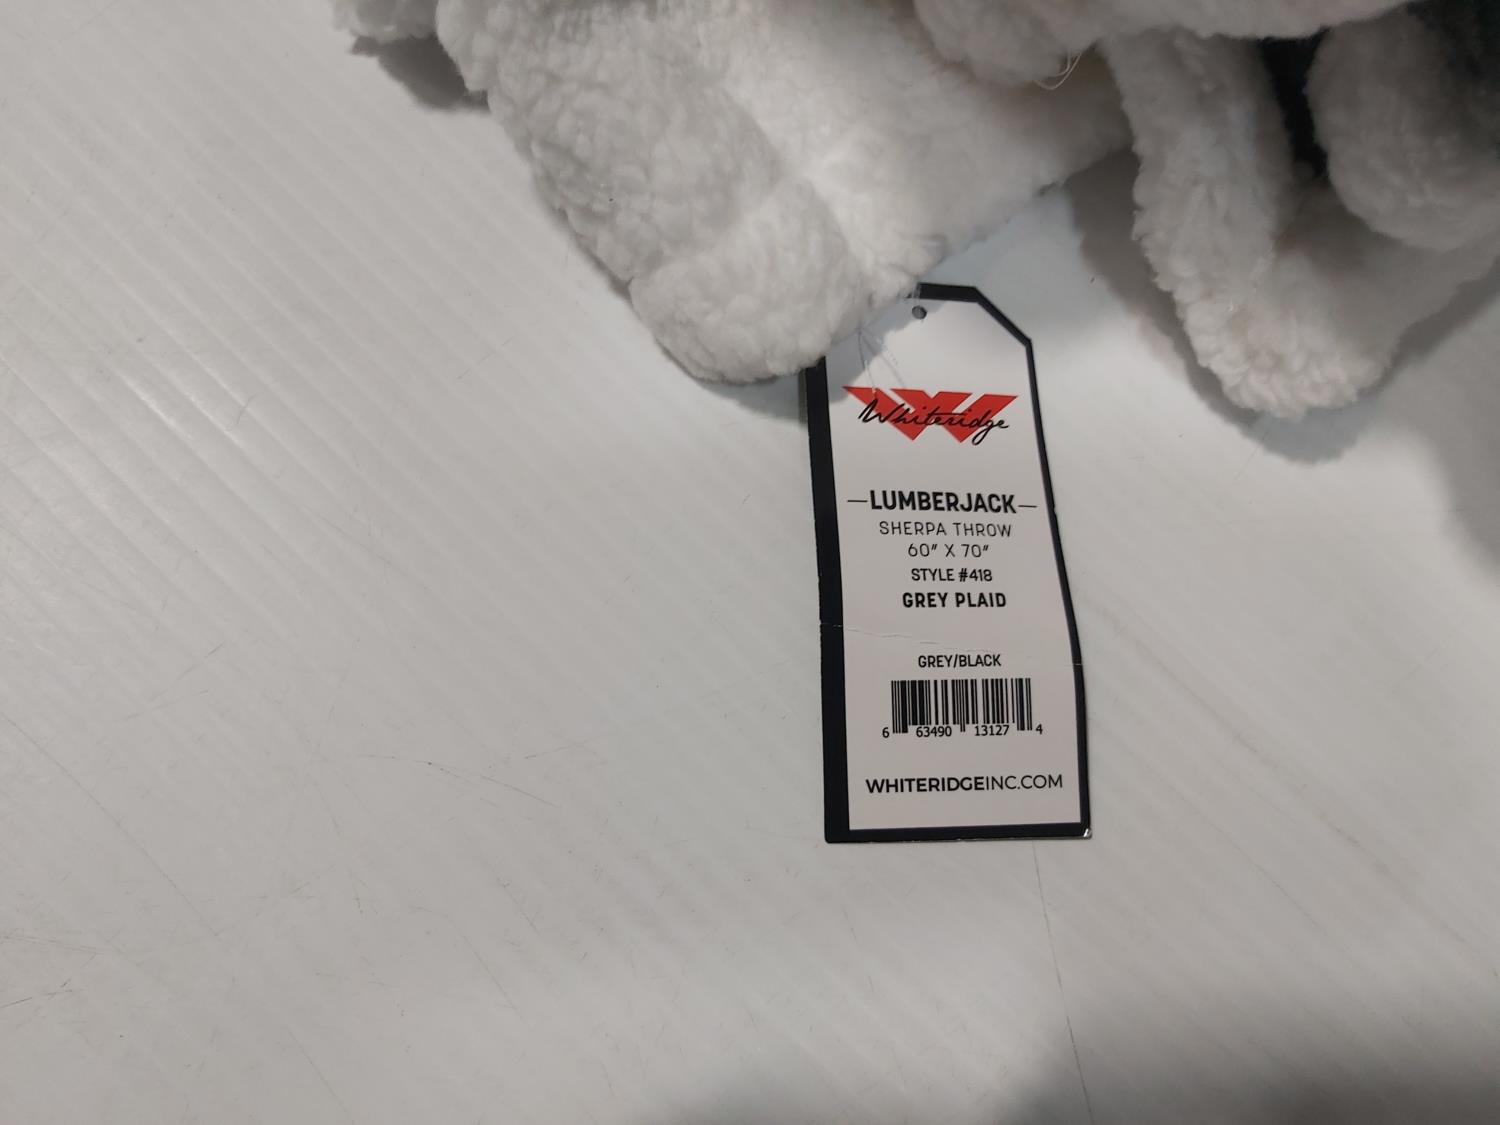 Whiteridge
LUMBERJACK
SHERPA THROW
60" X 70"
STYLE #418
GREY PLAID
GREY/BLACK
6 63490 13127 4
WHITERIDGEINC.COM